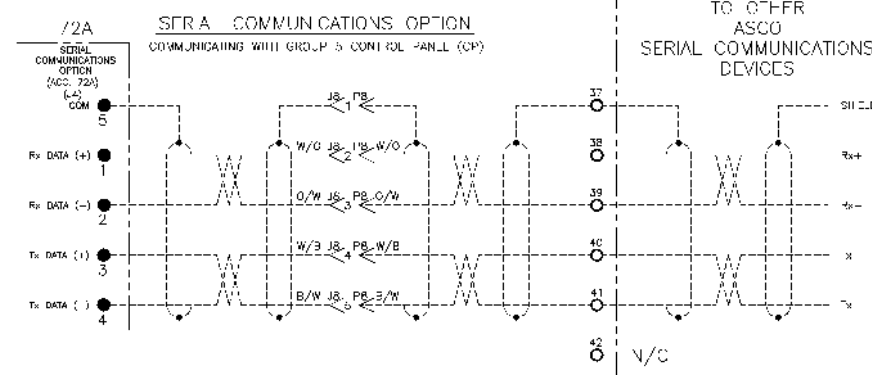 72A
SERIAL
COMMUNICATIONS
OPTION
(ACC. 72A)
(J4)
COM
5
Rx DATA (+)
1
Rx DATA (-)
2
Tx DATA (+)
3
Tx DATA (-)
4
SERIAL COMMUNICATIONS OPTION
COMMUNICATING WITH GROUP 5 CONTROL PANEL (CP)
J8 1 P8
W/O J8 2 P8 W/O
O/W J8 3 P8 O/W
W/B J8 4 P8 W/B
B/W J8 5 P8 B/W
37
38
39
40
41
42
N/C
TO OTHER
ASCO
SERIAL COMMUNICATIONS
DEVICES
SHIELD
Rx+
Rx-